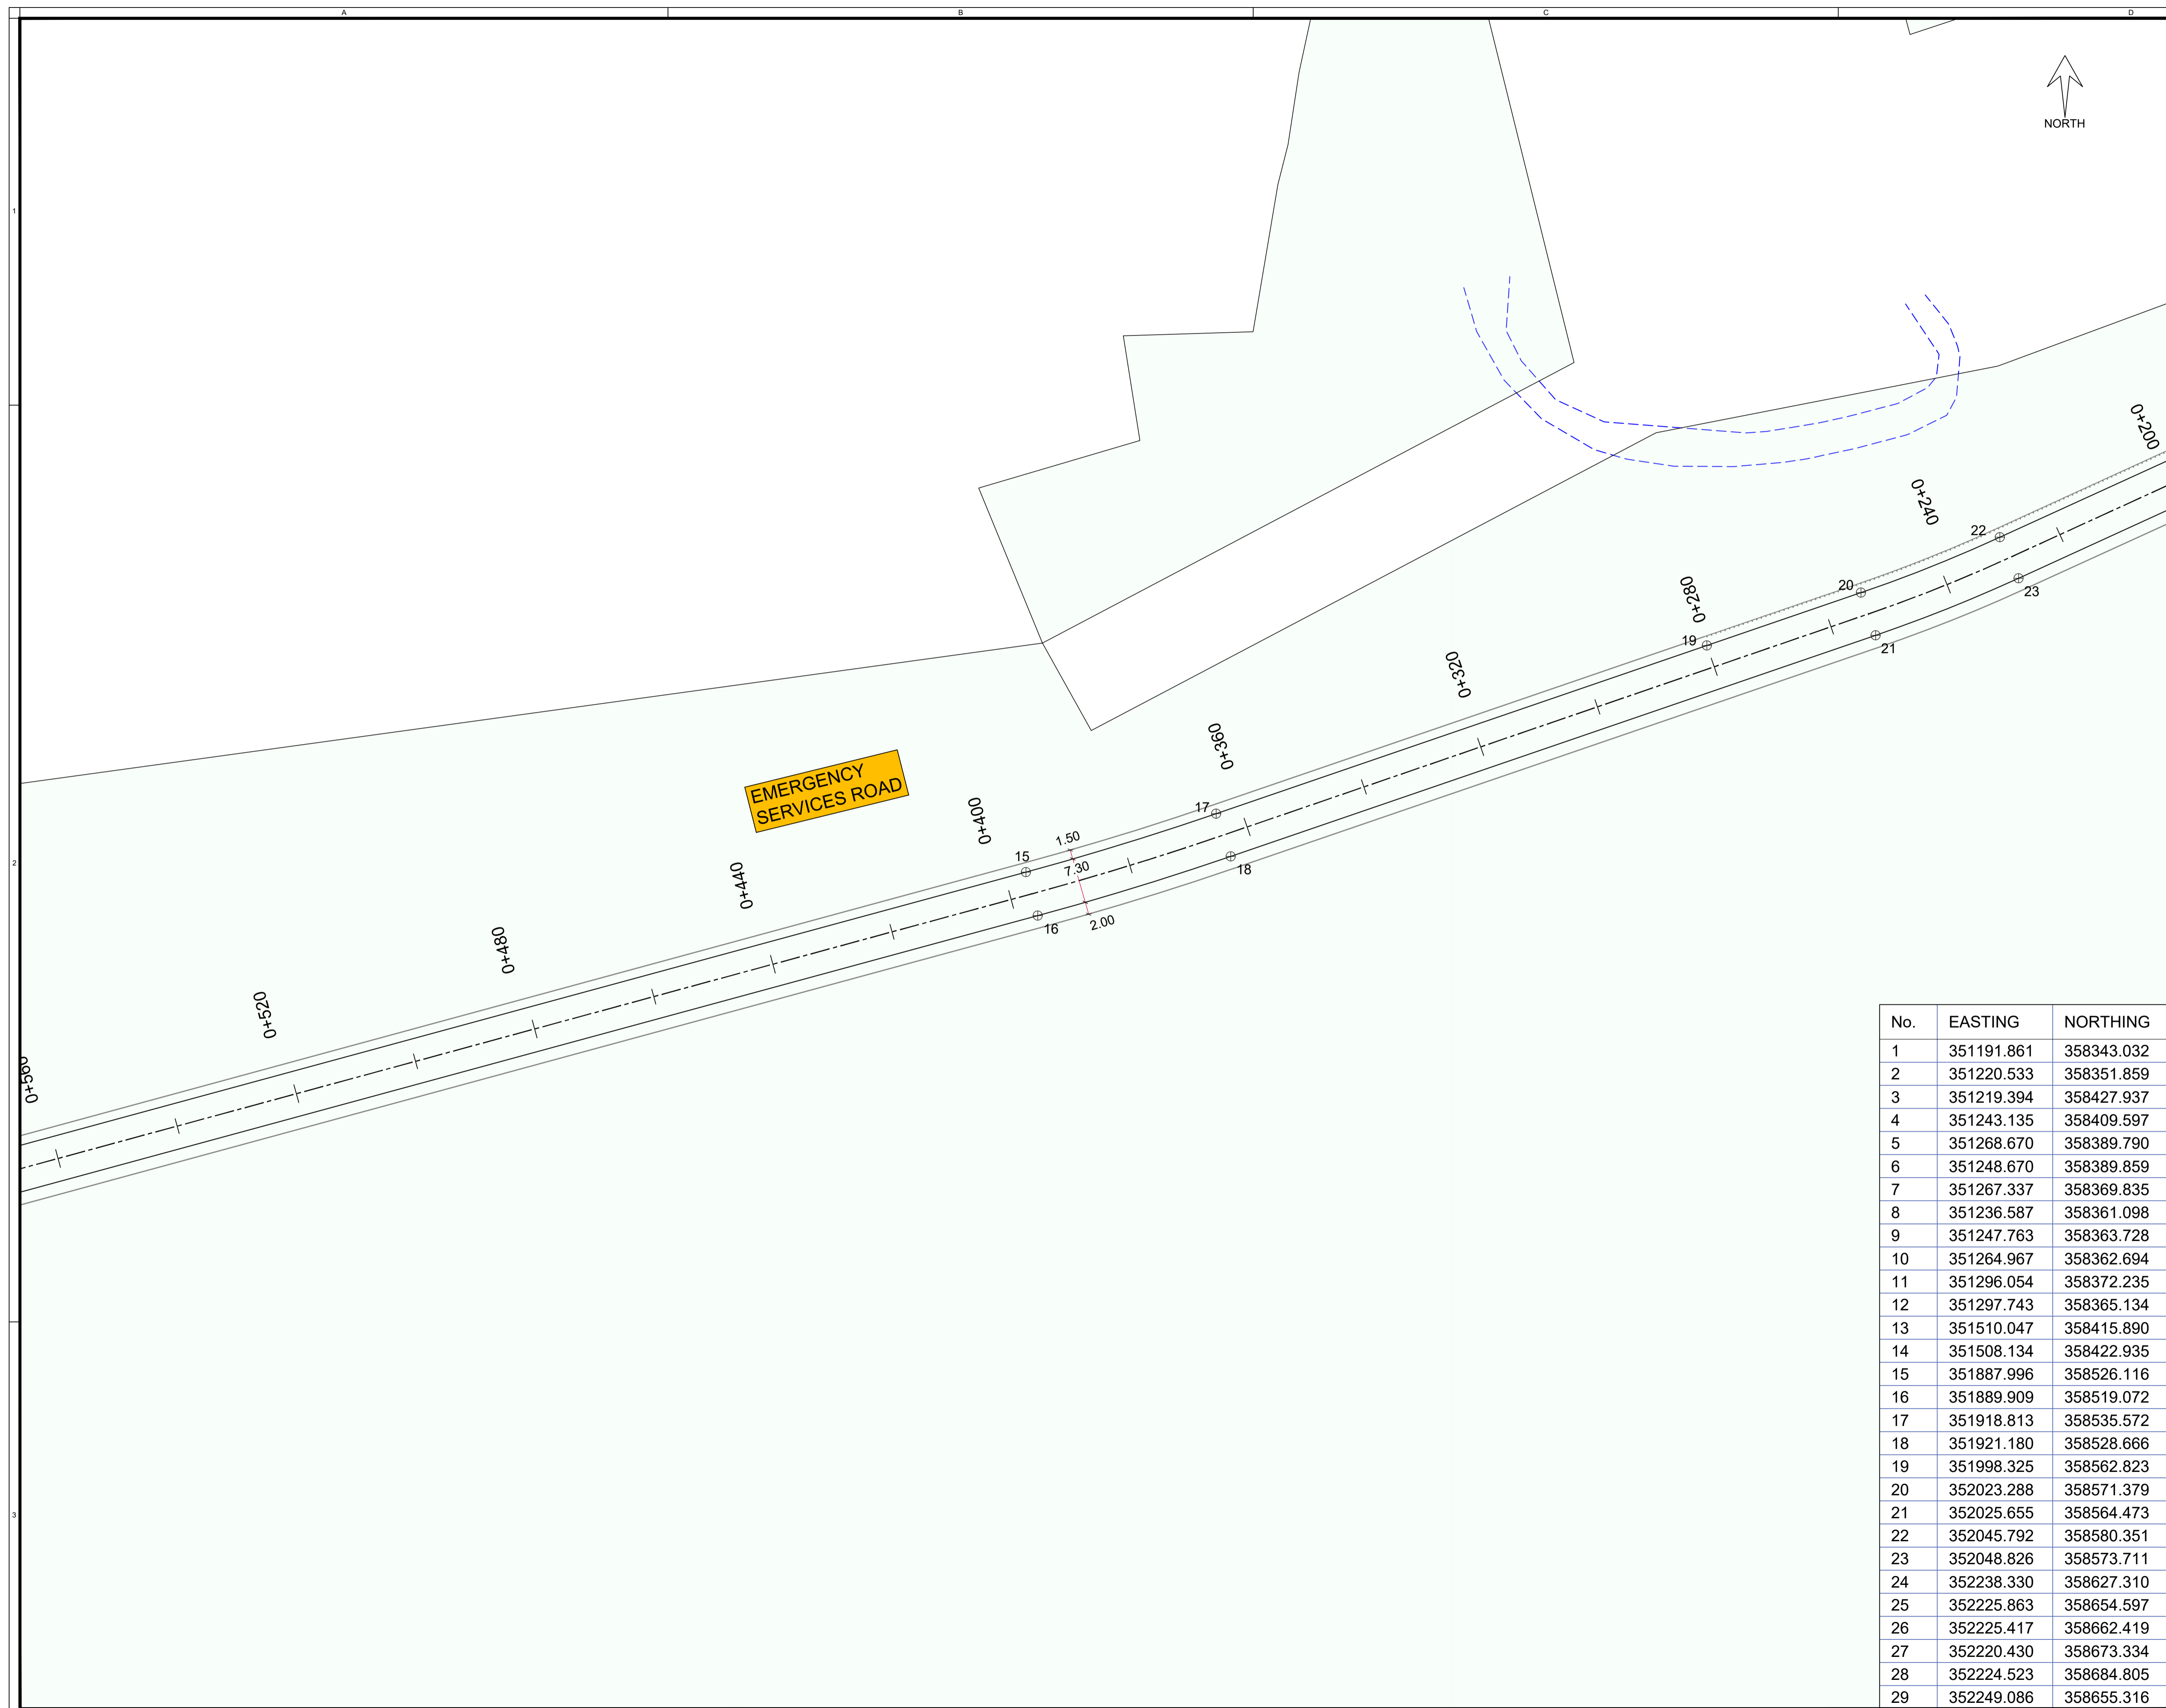 A B C D
1
NORTH
0+200
0+240
22
0+280
20
23
19
21
0+320
0+360
EMERGENCY
SERVICES ROAD
17
0+400
1.50
15
7.30
18
2
0+440
2.00
16
0+480
0+520
0+560
3
No. EASTING NORTHING
1 351191.861 358343.032
2 351220.533 358351.859
3 351219.394 358427.937
4 351243.135 358409.597
5 351268.670 358389.790
6 351248.670 358389.859
7 351267.337 358369.835
8 351236.587 358361.098
9 351247.763 358363.728
10 351264.967 358362.694
11 351296.054 358372.235
12 351297.743 358365.134
13 351510.047 358415.890
14 351508.134 358422.935
15 351887.996 358526.116
16 351889.909 358519.072
17 351918.813 358535.572
18 351921.180 358528.666
19 351998.325 358562.823
20 352023.288 358571.379
21 352025.655 358564.473
22 352045.792 358580.351
23 352048.826 358573.711
24 352238.330 358627.310
25 352225.863 358654.597
26 352225.417 358662.419
27 352220.430 358673.334
28 352224.523 358684.805
29 352249.086 358655.316